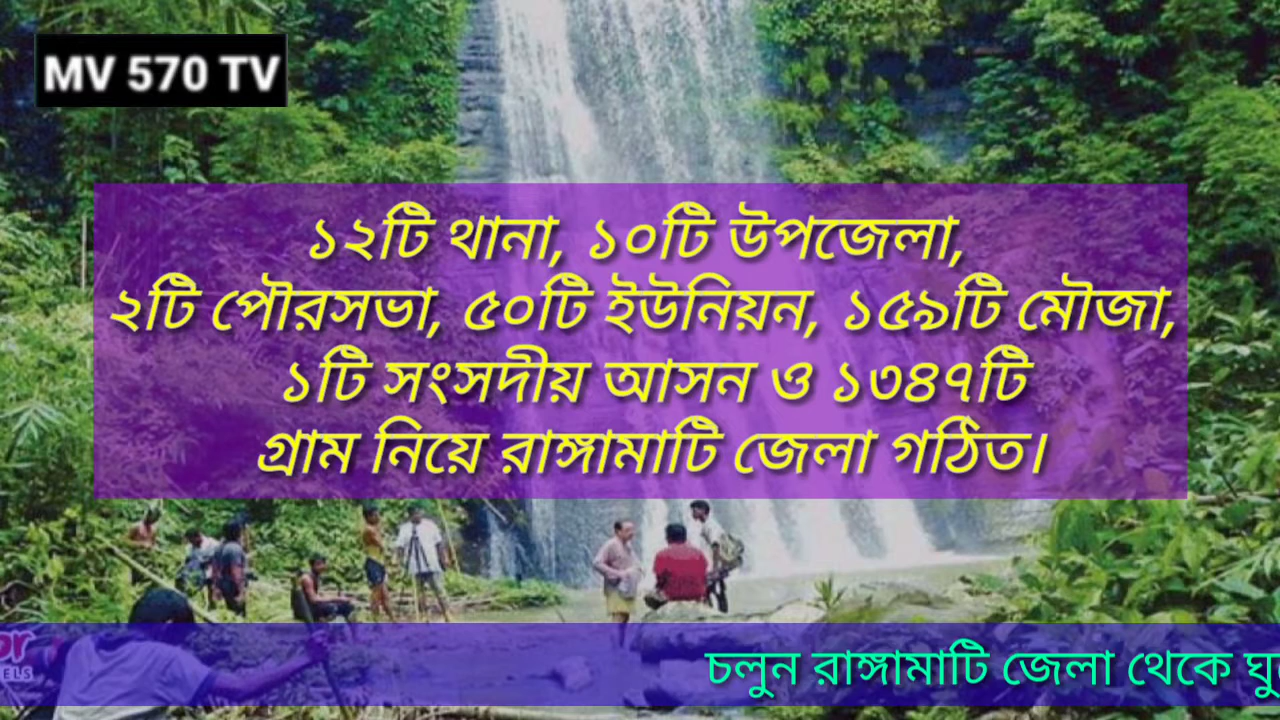 MV 570 TV
১২টি থানা, ১০টি উপজেলা,
২টি পৌরসভা, ৫০টি ইউনিয়ন, ১৫৯টি মৌজা,
১টি সংসদীয় আসন ও ১৩৪৭টি
গ্রাম নিয়ে রাঙ্গামাটি জেলা গঠিত।
চলুন রাঙ্গামাটি জেলা থেকে